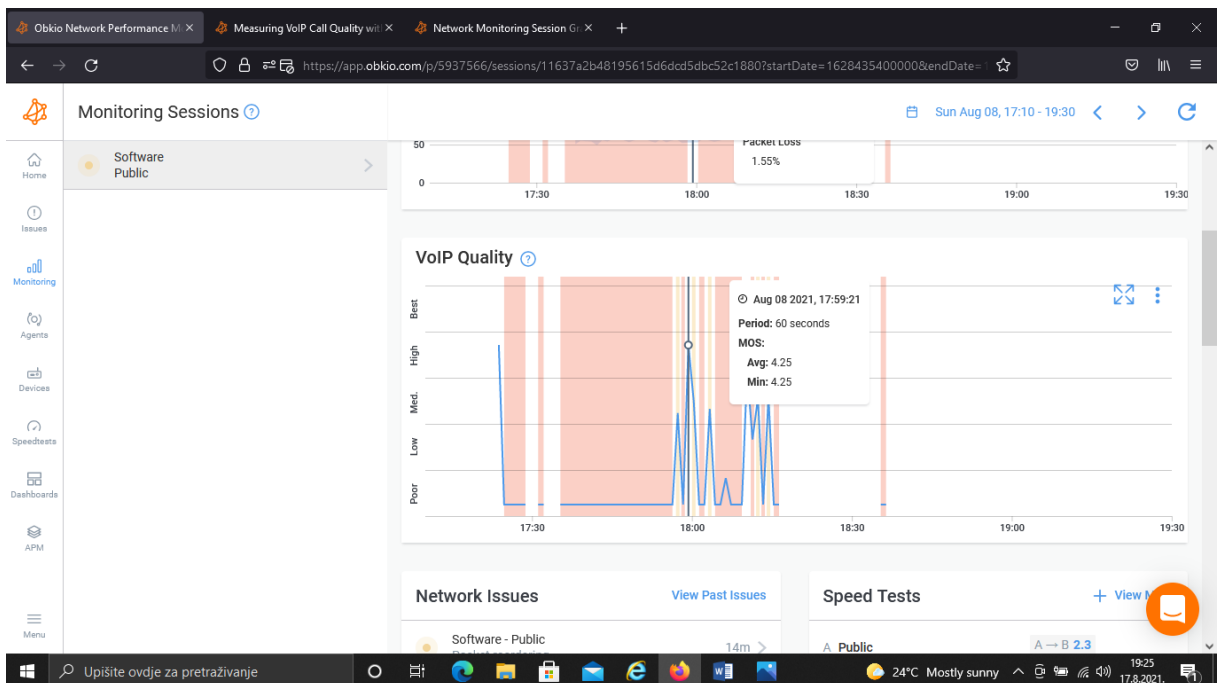 Obkio Network Performance M
Measuring VoIP Call Quality wit
Network Monitoring Session Gr
https://app.obkio.com/p/5937566/sessions/11637a2b48195615d6dcd5dbc52c1880?startDate=1628435400000&endDate=1
Monitoring Sessions
Sun Aug 08, 17:10 - 19:30
Home
Issues
Monitoring
Agents
Devices
Speedtests
Dashboards
APM
Menu
Software
Public
50
0
Packet Loss
1.55%
17:30 18:00 18:30 19:00 19:30
VoIP Quality
Best
High
Med.
Low
Poor
Aug 08 2021, 17:59:21
Period: 60 seconds
MOS:
Avg: 4.25
Min: 4.25
17:30 18:00 18:30 19:00 19:30
Network Issues View Past Issues
Software - Public
14m
Speed Tests + View
A Public A → B 2.3
Upišite ovdje za pretraživanje
24°C Mostly sunny
19:25
17.8.2021.